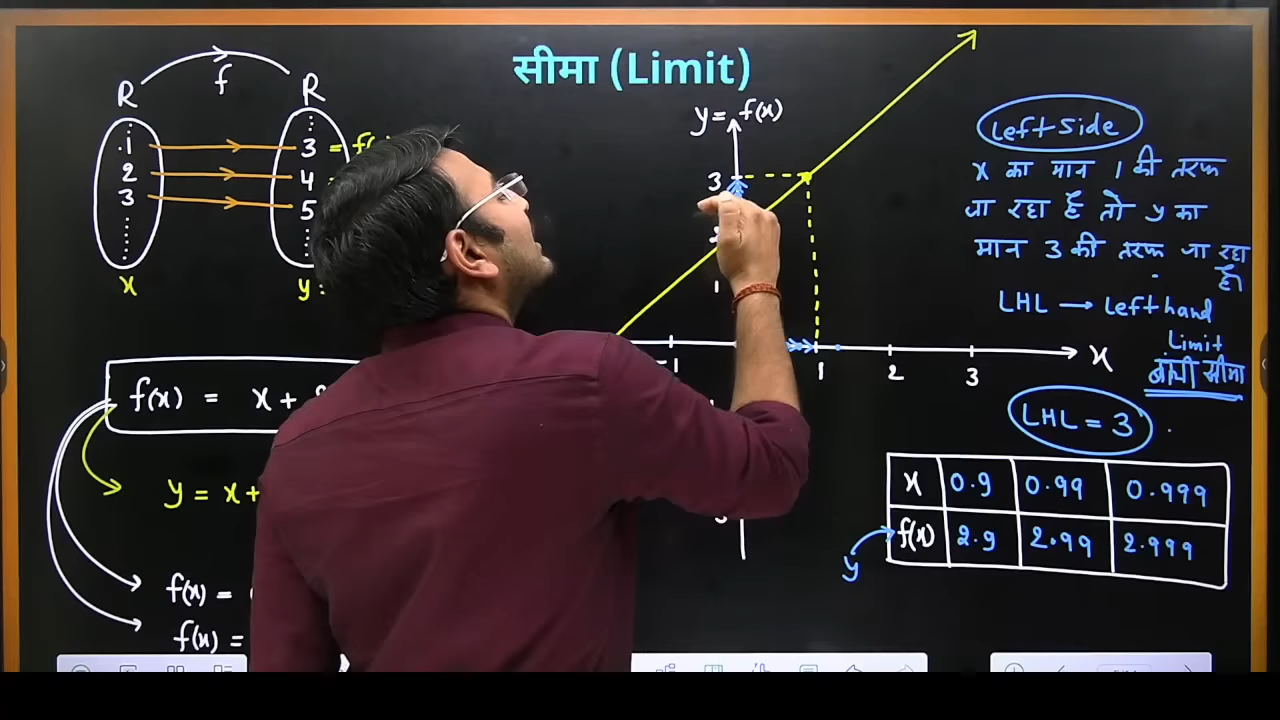 सीमा (Limit)
f
R
R
1
2
3
x
3 = f(
4 =
5
y =
f(x) = x +
y = x +
f(x) =
f(x) =
y = f(x)
3
1
-1
1
2
3
x
Left Side
x का मान 1 की तरफ
जा रहा है तो y का
मान 3 की तरफ जा रहा
है।
LHL → Left hand
Limit
बायीं सीमा
LHL = 3
x 0.9 0.99 0.999
f(x) 2.9 2.99 2.999
y